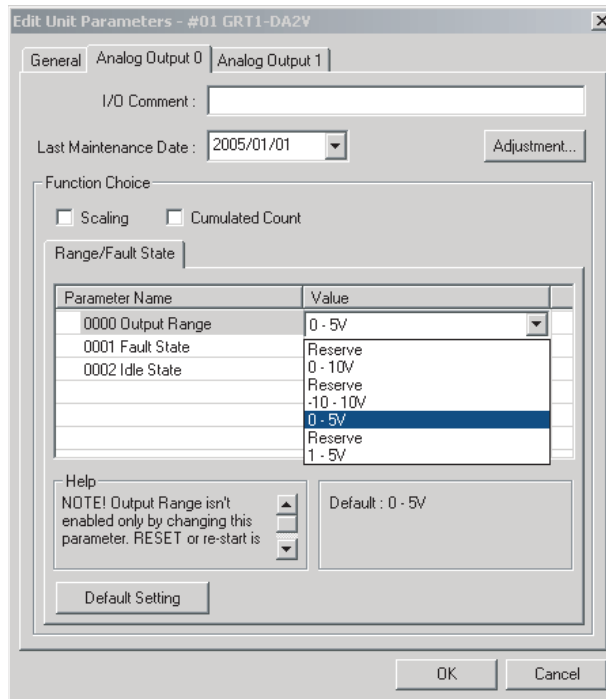 Edit Unit Parameters - #01 GRT1-DA2V
General Analog Output 0 Analog Output 1
I/O Comment :
Last Maintenance Date : 2005/01/01 Adjustment...
Function Choice
Scaling Cumulated Count
Range/Fault State
Parameter Name Value
0000 Output Range 0 - 5V
0001 Fault State
0002 Idle State
Reserve
0 - 10V
Reserve
-10 - 10V
0 - 5V
Reserve
1 - 5V
Help
NOTE! Output Range isn't
enabled only by changing this
parameter. RESET or re-start is
Default : 0 - 5V
Default Setting
OK Cancel